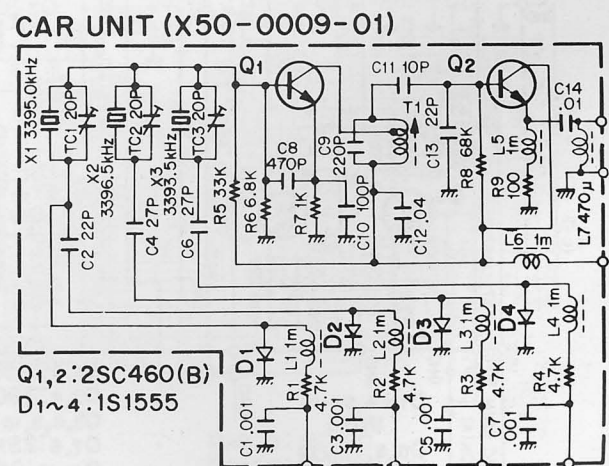 CAR UNIT (X50-0009-01)
X1 3395.0kHz
TC1 20P
X2
3396.5kHz
TC2 20P
X3
3393.5kHz
TC3 20P
C2 22P
C4 27P
C6 27P
R5 33K
R6 6.8K
Q1
C8
470P
R7 1K
C9
220P
C10 100P
C11 10P
T1
C12 .04
C13 22P
Q2
R8 68K
L5
1m
R9
100
C14
.01
L7 470μ
L6 1m
D1
L1 1m
R1
4.7K
C1 .001
D2
L2 1m
R2
4.7K
C3 .001
D3
L3 1m
R3
4.7K
C5 .001
D4
L4 1m
R4
4.7K
C7
.001
Q1,2:2SC460(B)
D1~4:1S1555